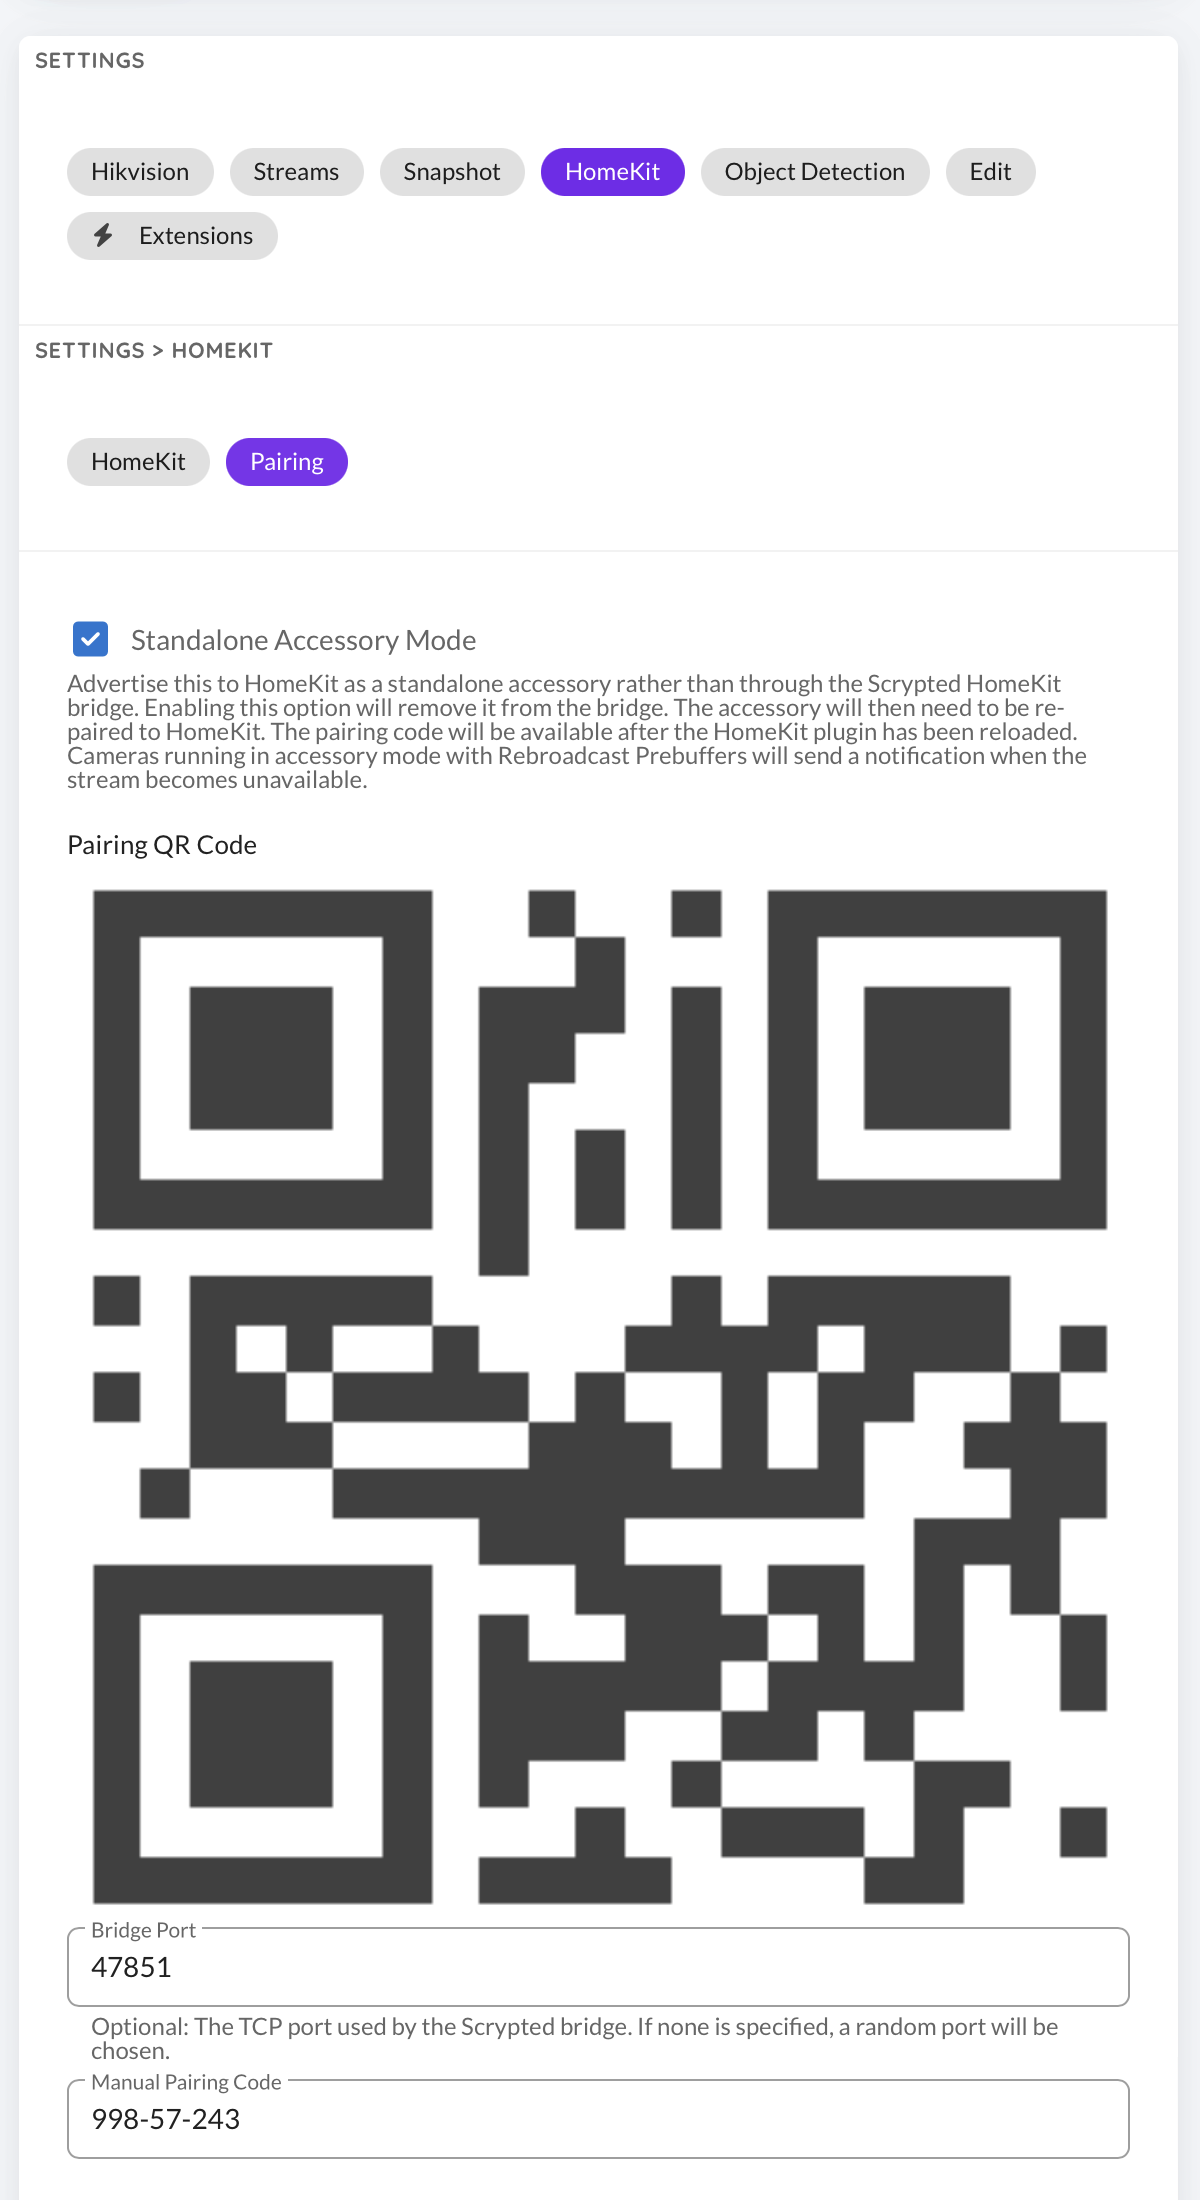 SETTINGS
Hikvision Streams Snapshot HomeKit Object Detection Edit
Extensions
SETTINGS > HOMEKIT
HomeKit Pairing
Standalone Accessory Mode
Advertise this to HomeKit as a standalone accessory rather than through the Scrypted HomeKit
bridge. Enabling this option will remove it from the bridge. The accessory will then need to be re-
paired to HomeKit. The pairing code will be available after the HomeKit plugin has been reloaded.
Cameras running in accessory mode with Rebroadcast Prebuffers will send a notification when the
stream becomes unavailable.
Pairing QR Code
Bridge Port
47851
Optional: The TCP port used by the Scrypted bridge. If none is specified, a random port will be
chosen.
Manual Pairing Code
998-57-243